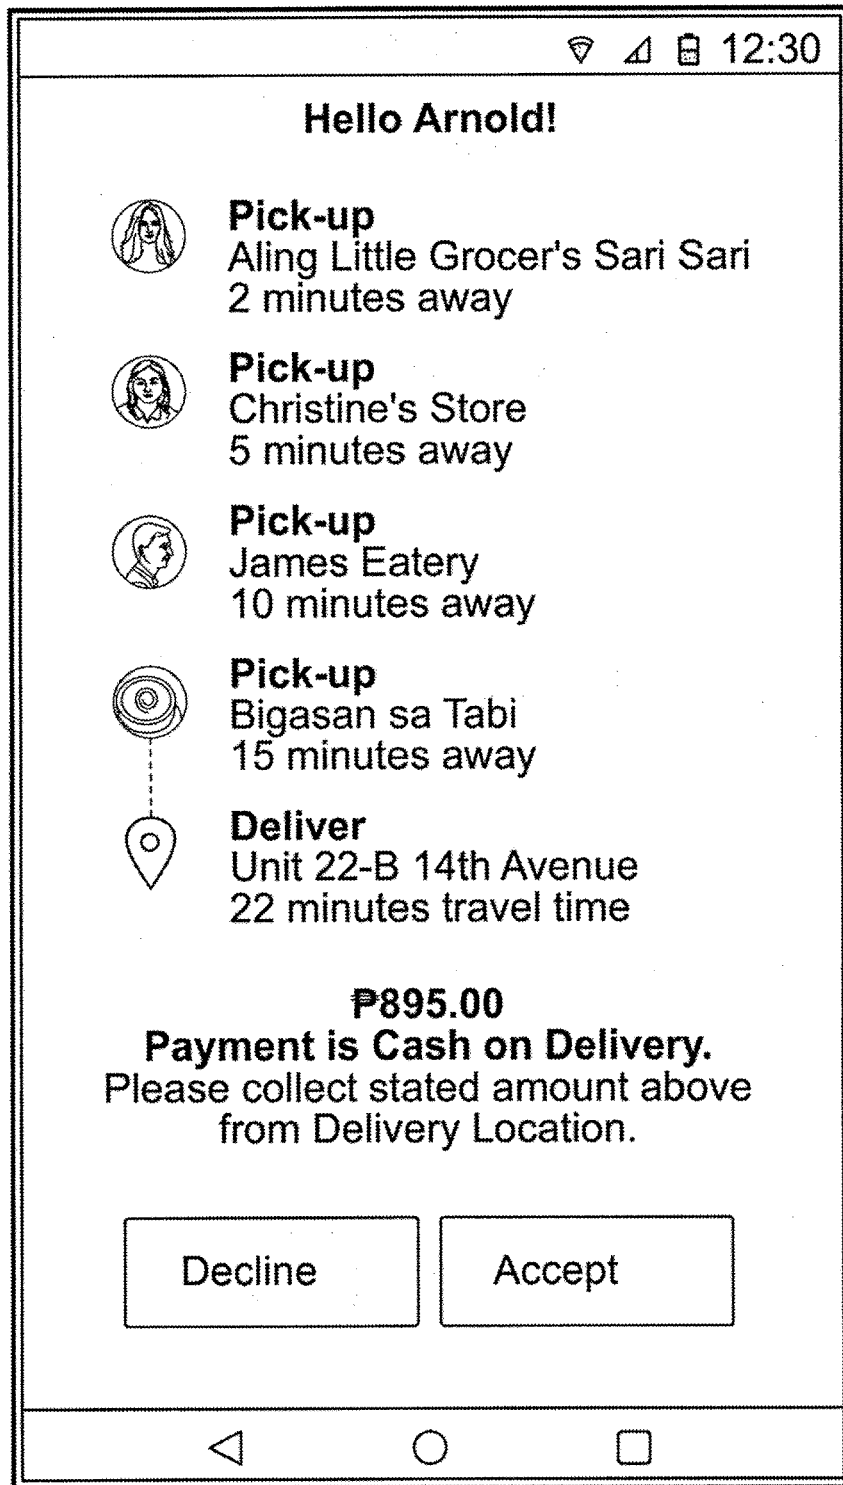 12:30
Hello Arnold!
Pick-up
Aling Little Grocer's Sari Sari
2 minutes away
Pick-up
Christine's Store
5 minutes away
Pick-up
James Eatery
10 minutes away
Pick-up
Bigasan sa Tabi
15 minutes away
Deliver
Unit 22-B 14th Avenue
22 minutes travel time
₱895.00
Payment is Cash on Delivery.
Please collect stated amount above
from Delivery Location.
Decline Accept